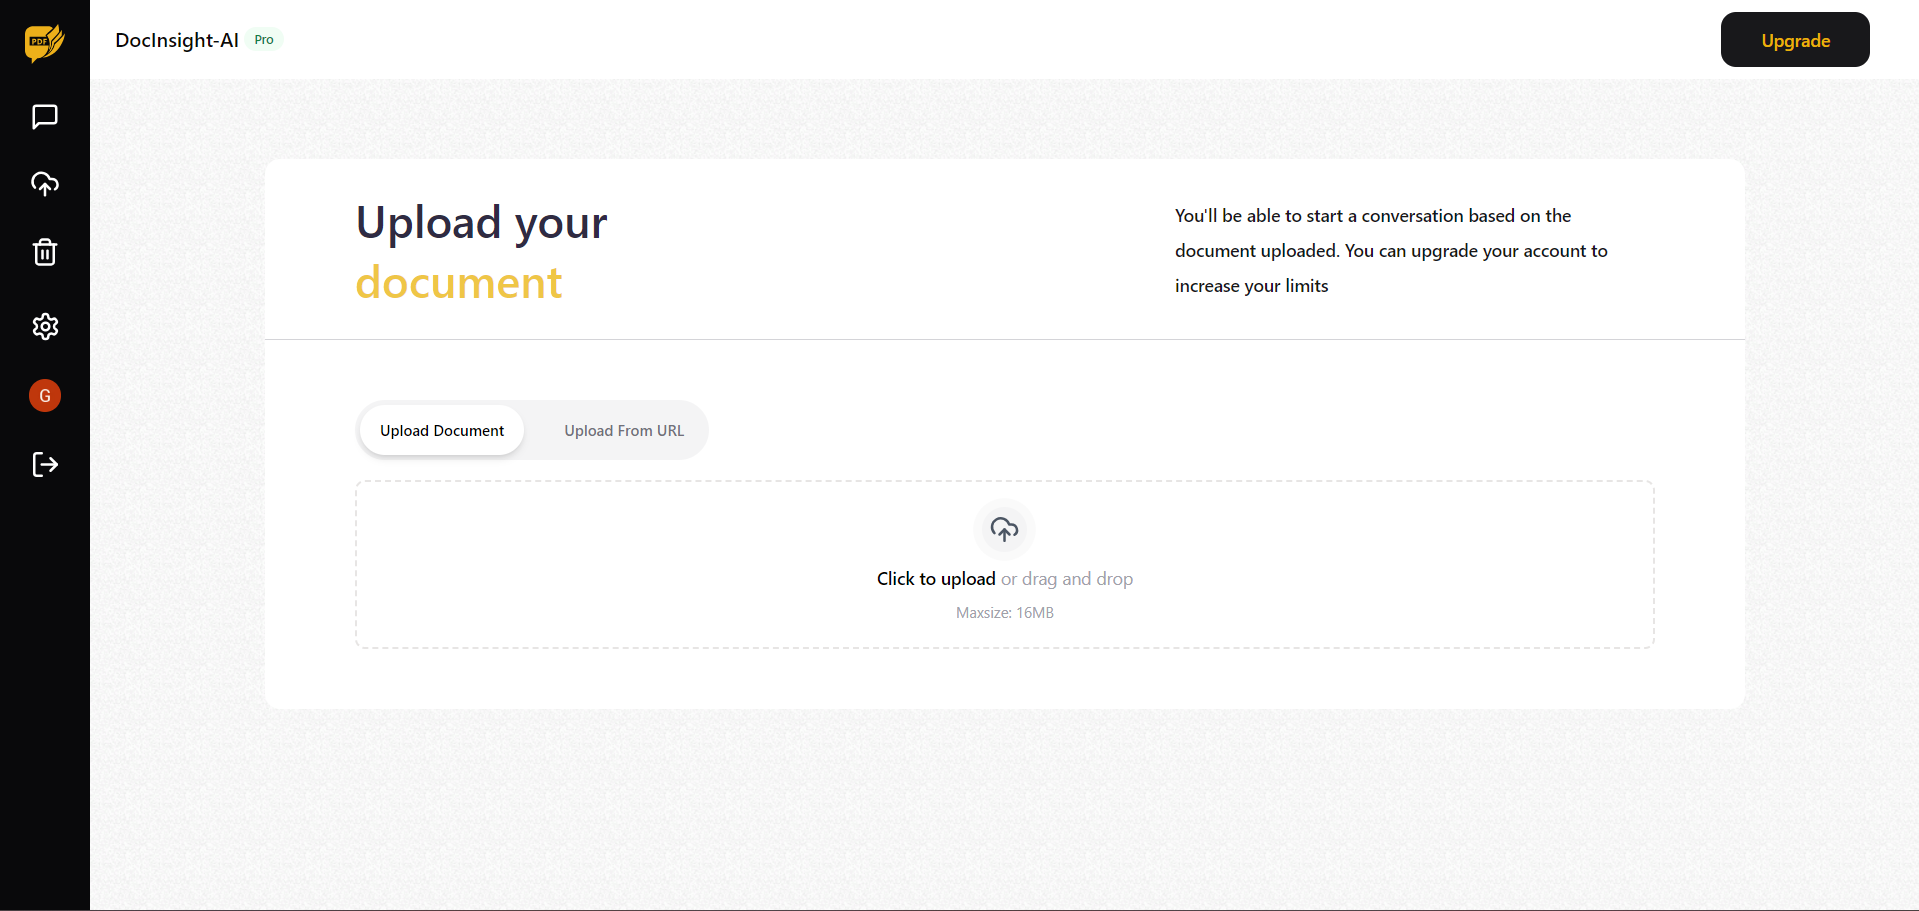 PDF
DocInsight-AI Pro
Upgrade
Upload your
document
You'll be able to start a conversation based on the
document uploaded. You can upgrade your account to
increase your limits
G
Upload Document
Upload From URL
Click to upload or drag and drop
Maxsize: 16MB